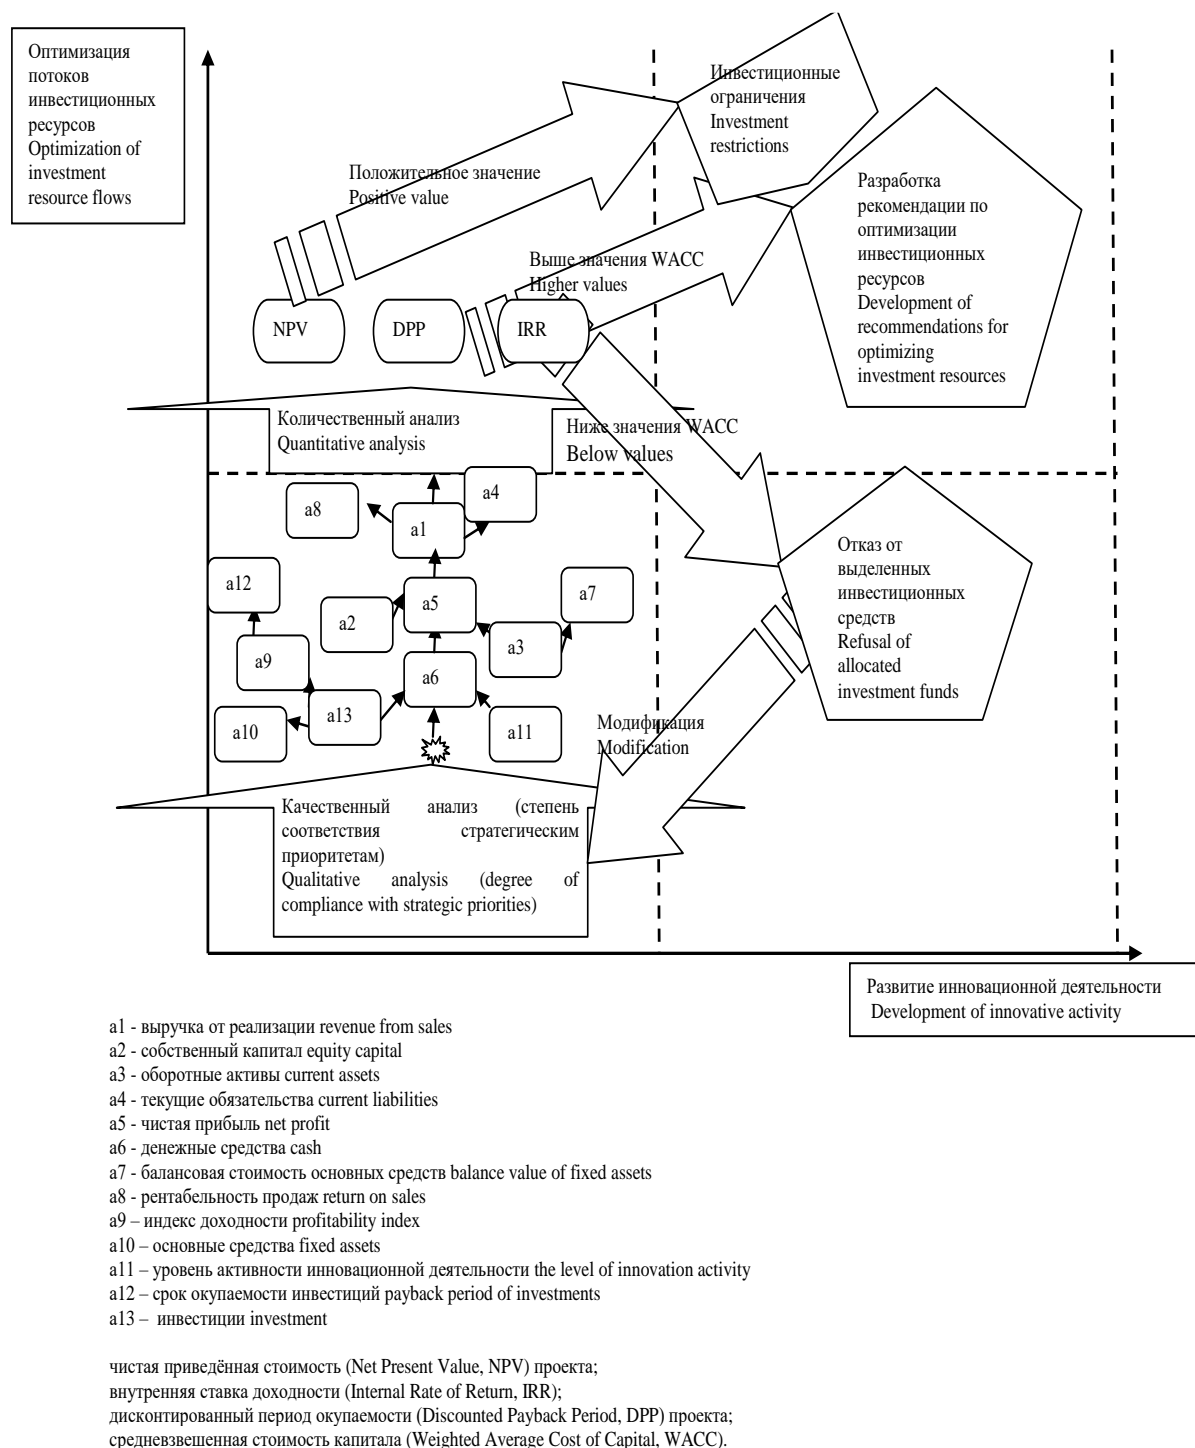 Оптимизация
потоков
инвестиционных
ресурсов
Optimization of
investment
resource flows
Инвестиционные
ограничения
Investment
restrictions
Положительное значение
Positive value
Разработка
рекомендации по
оптимизации
инвестиционных
ресурсов
Development of
recommendations for
optimizing
investment resources
Выше значения WACC
Higher values
NPV
DPP
IRR
Количественный анализ
Quantitative analysis
Ниже значения WACC
Below values
a4
a8
a1
a12
a7
a5
a2
a3
a9
a6
a13
a10
a11
Отказ от
выделенных
инвестиционных
средств
Refusal of
allocated
investment funds
Модификация
Modification
Качественный анализ (степень
соответствия стратегическим
приоритетам)
Qualitative analysis (degree of
compliance with strategic priorities)
Развитие инновационной деятельности
Development of innovative activity
a1 - выручка от реализации revenue from sales
a2 - собственный капитал equity capital
a3 - оборотные активы current assets
a4 - текущие обязательства current liabilities
a5 - чистая прибыль net profit
a6 - денежные средства cash
a7 - балансовая стоимость основных средств balance value of fixed assets
a8 - рентабельность продаж return on sales
a9 – индекс доходности profitability index
a10 – основные средства fixed assets
a11 – уровень активности инновационной деятельности the level of innovation activity
a12 – срок окупаемости инвестиций payback period of investments
a13 – инвестиции investment
чистая приведённая стоимость (Net Present Value, NPV) проекта;
внутренняя ставка доходности (Internal Rate of Return, IRR);
дисконтированный период окупаемости (Discounted Payback Period, DPP) проекта;
средневзвешенная стоимость капитала (Weighted Average Cost of Capital, WACC).